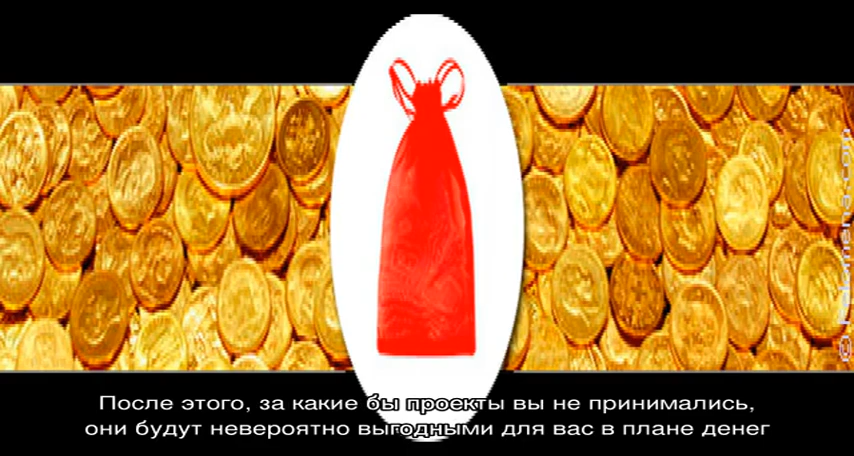 После этого, за какие бы проекты вы не принимались,
они будут невероятно выгодными для вас в плане денег